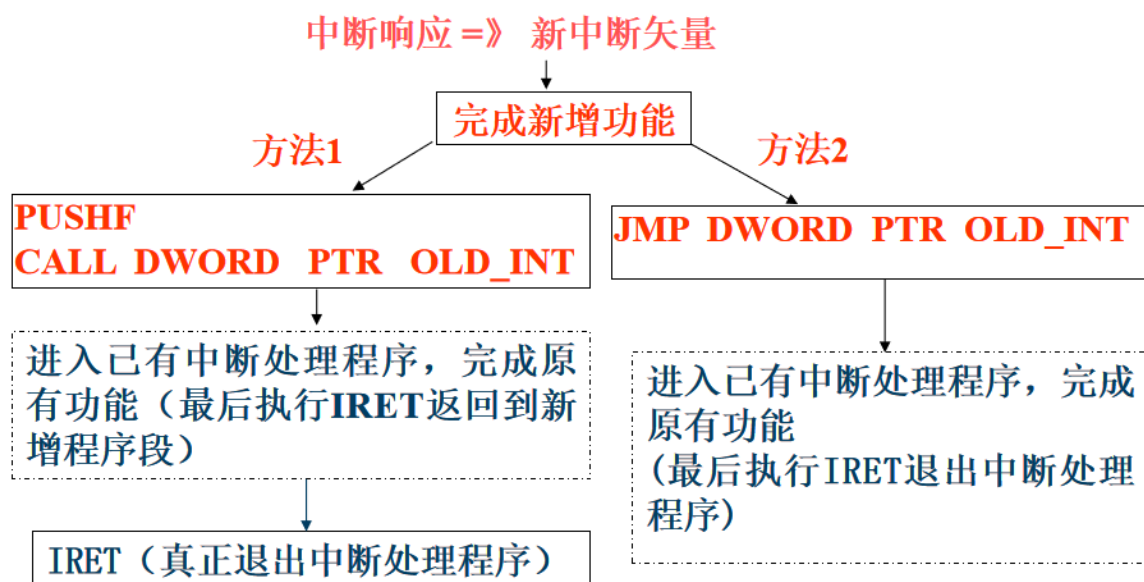 中断响应 =》 新中断矢量
完成新增功能
方法1
方法2
PUSHF
CALL DWORD PTR OLD_INT
JMP DWORD PTR OLD_INT
进入已有中断处理程序，完成原
有功能（最后执行IRET返回到新
增程序段）
进入已有中断处理程序，完成
原有功能
(最后执行IRET退出中断处理
程序)
IRET（真正退出中断处理程序）